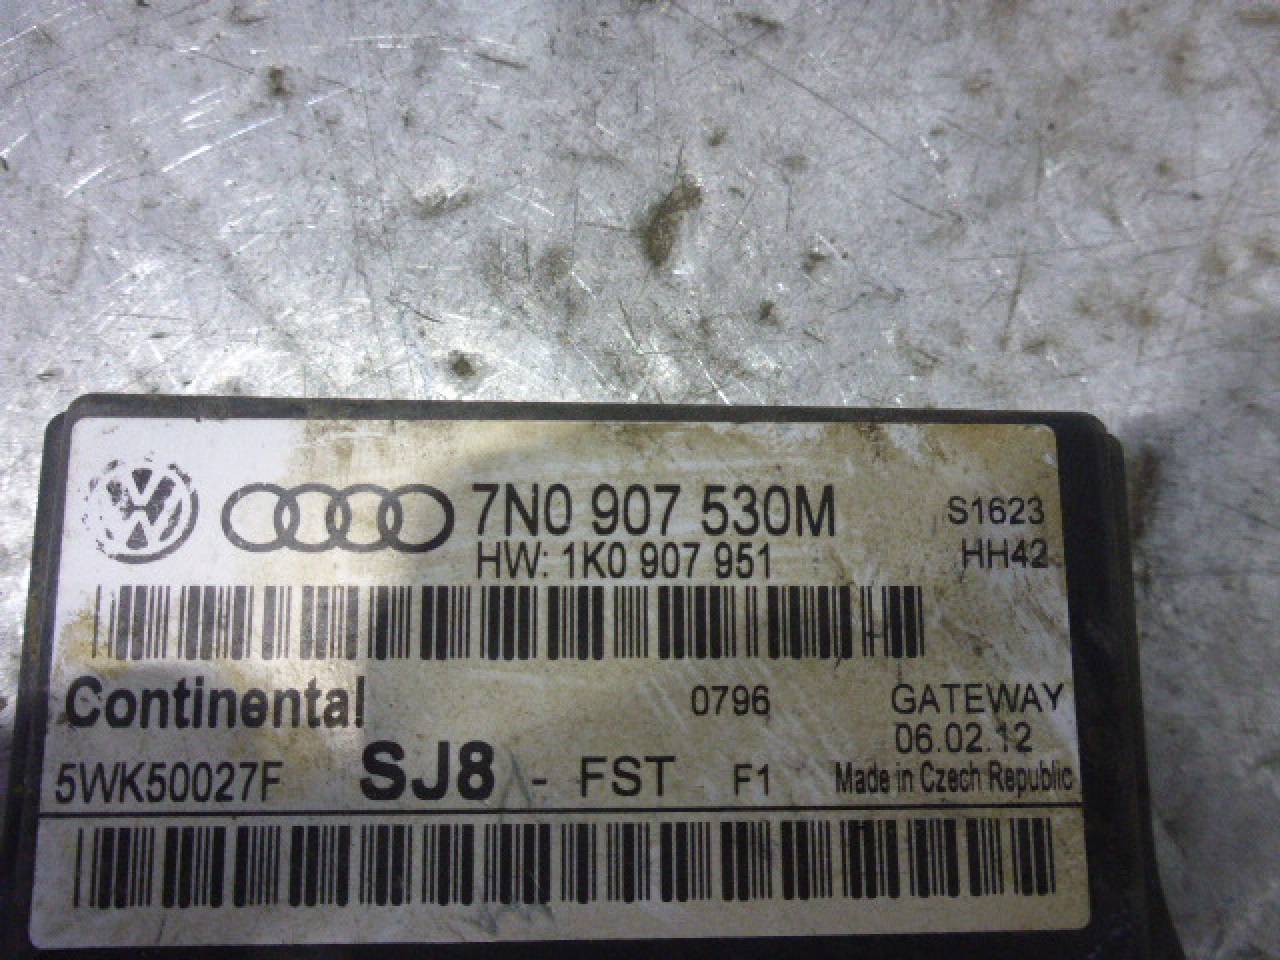 7N0 907 530M S1623
HW: 1K0 907 951 HH42
Continental 0796 GATEWAY
06.02.12
5WK50027F SJ8 - FST F1 Made in Czech Republic